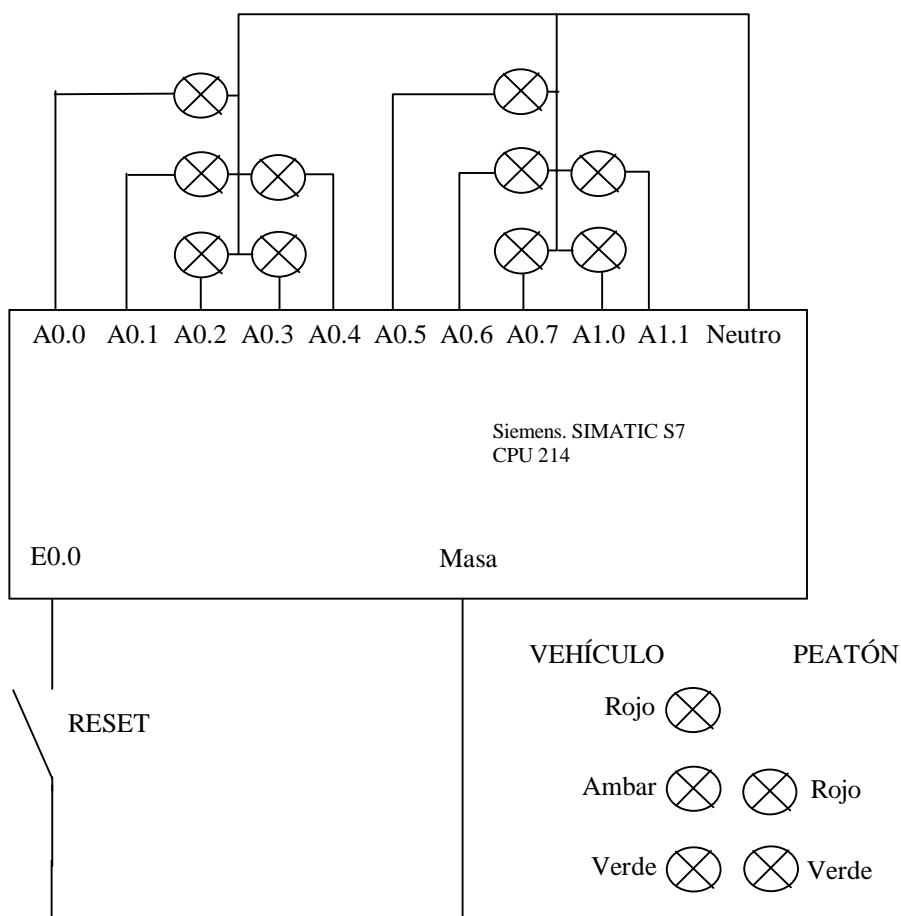 A0.0 A0.1 A0.2 A0.3 A0.4 A0.5 A0.6 A0.7 A1.0 A1.1 Neutro
Siemens. SIMATIC S7
CPU 214
E0.0 Masa
VEHÍCULO PEATÓN
Rojo
RESET
Ambar Rojo
Verde Verde